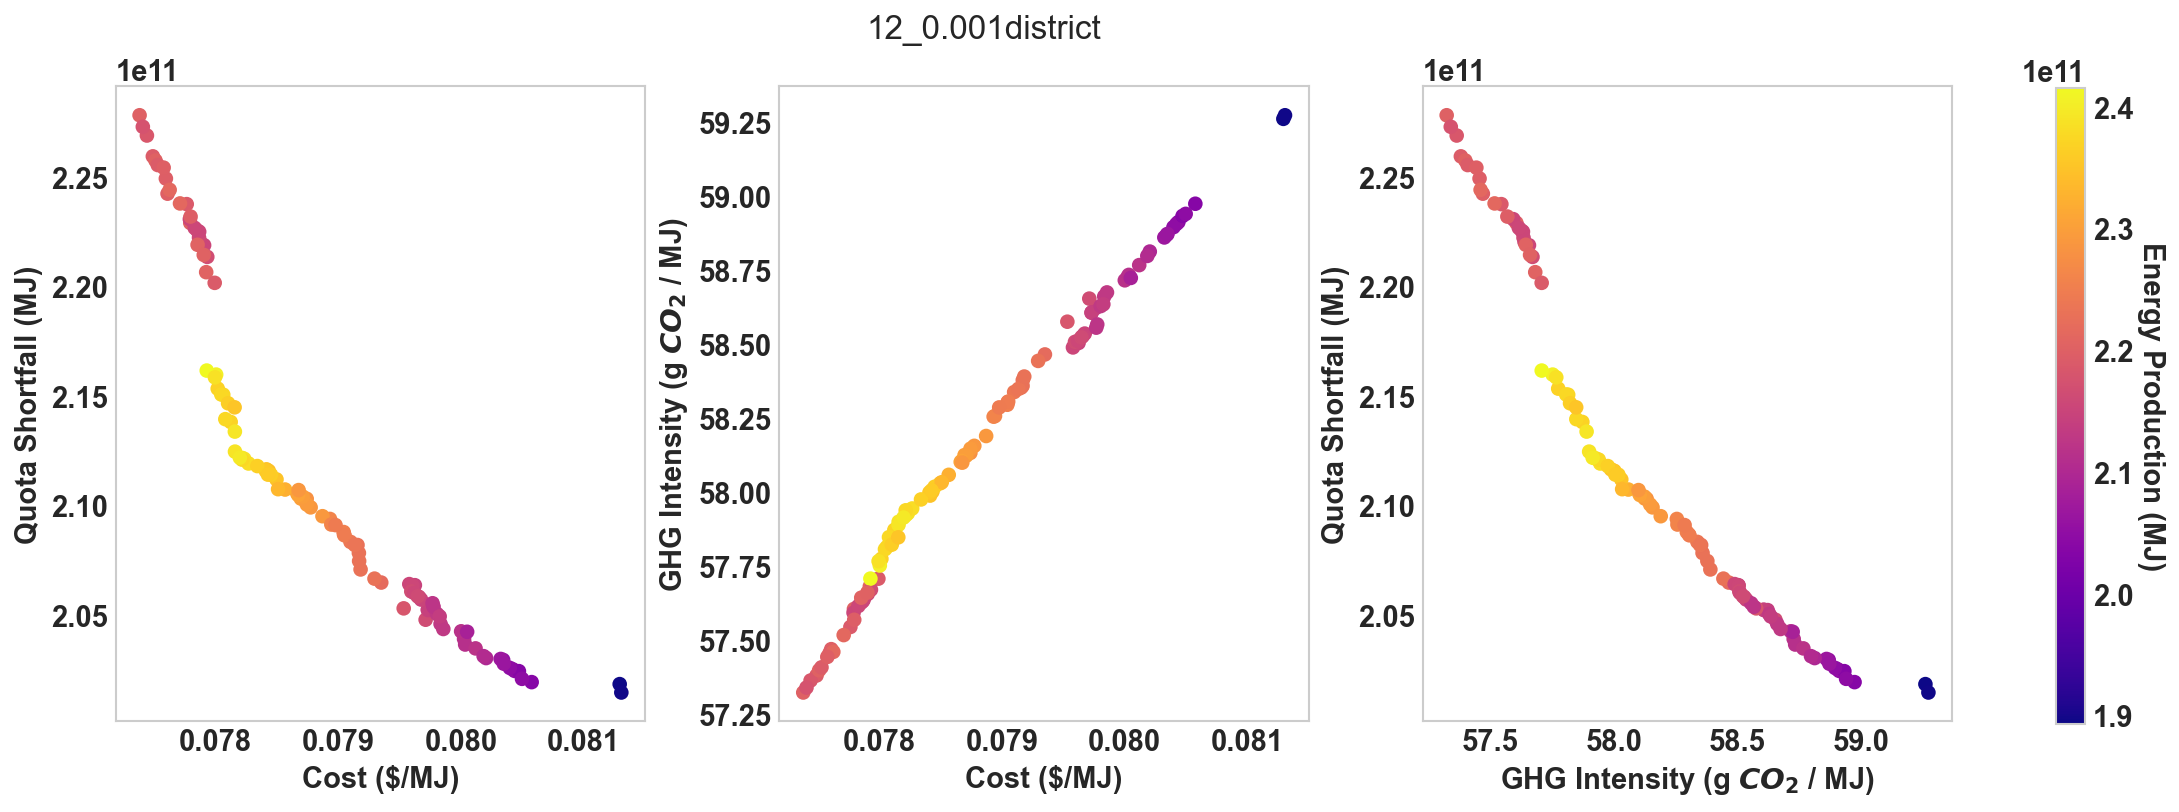 12_0.001district
1e11
2.25
2.20
2.15
2.10
2.05
Quota Shortfall (MJ)
0.078 0.079 0.080 0.081
Cost ($/MJ)
59.25
59.00
58.75
58.50
58.25
58.00
57.75
57.50
57.25
GHG Intensity (g CO₂ / MJ)
0.078 0.079 0.080 0.081
Cost ($/MJ)
1e11
2.25
2.20
2.15
2.10
2.05
Quota Shortfall (MJ)
57.5 58.0 58.5 59.0
GHG Intensity (g CO₂ / MJ)
1e11
2.4
2.3
2.2
2.1
2.0
1.9
Energy Production (MJ)